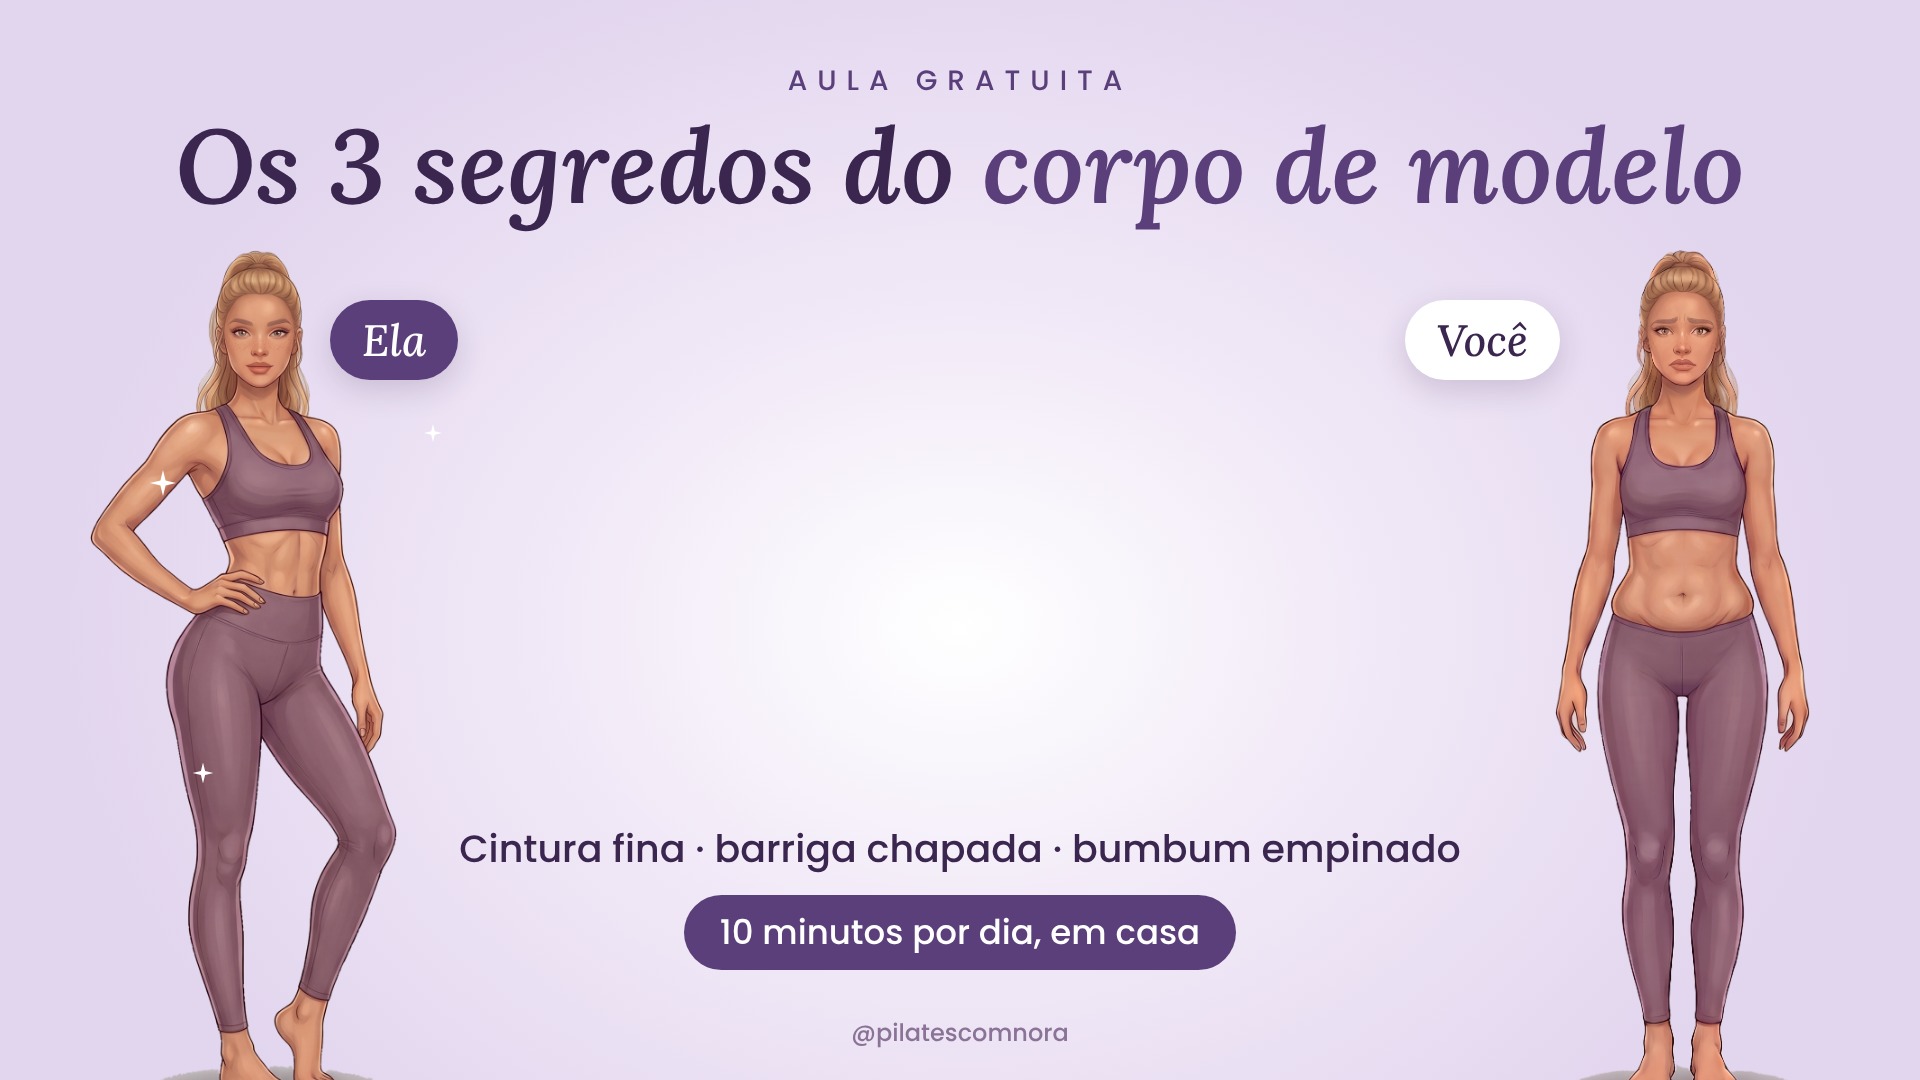 AULA GRATUITA
Os 3 segredos do corpo de modelo
Ela
Você
Cintura fina · barriga chapada · bumbum empinado
10 minutos por dia, em casa
@pilatescomnora